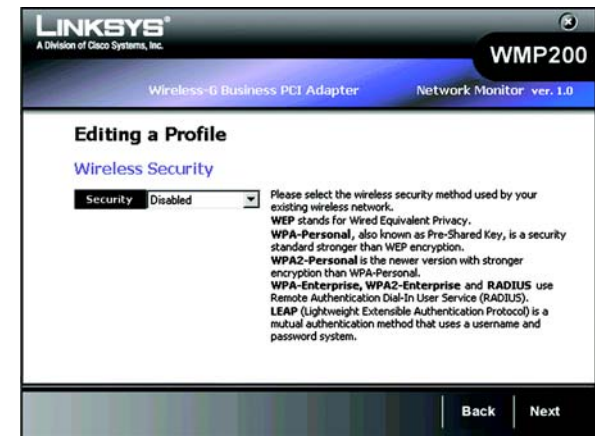 LINKSYS®
A Division of Cisco Systems, Inc.
WMP200
Wireless-G Business PCI Adapter
Network Monitor ver. 1.0
Editing a Profile
Wireless Security
Security
Disabled
Please select the wireless security method used by your
existing wireless network.
WEP stands for Wired Equivalent Privacy.
WPA-Personal, also known as Pre-Shared Key, is a security
standard stronger than WEP encryption.
WPA2-Personal is the newer version with stronger
encryption than WPA-Personal.
WPA-Enterprise, WPA2-Enterprise and RADIUS use
Remote Authentication Dial-In User Service (RADIUS).
LEAP (Lightweight Extensible Authentication Protocol) is a
mutual authentication method that uses a username and
password system.
Back
Next